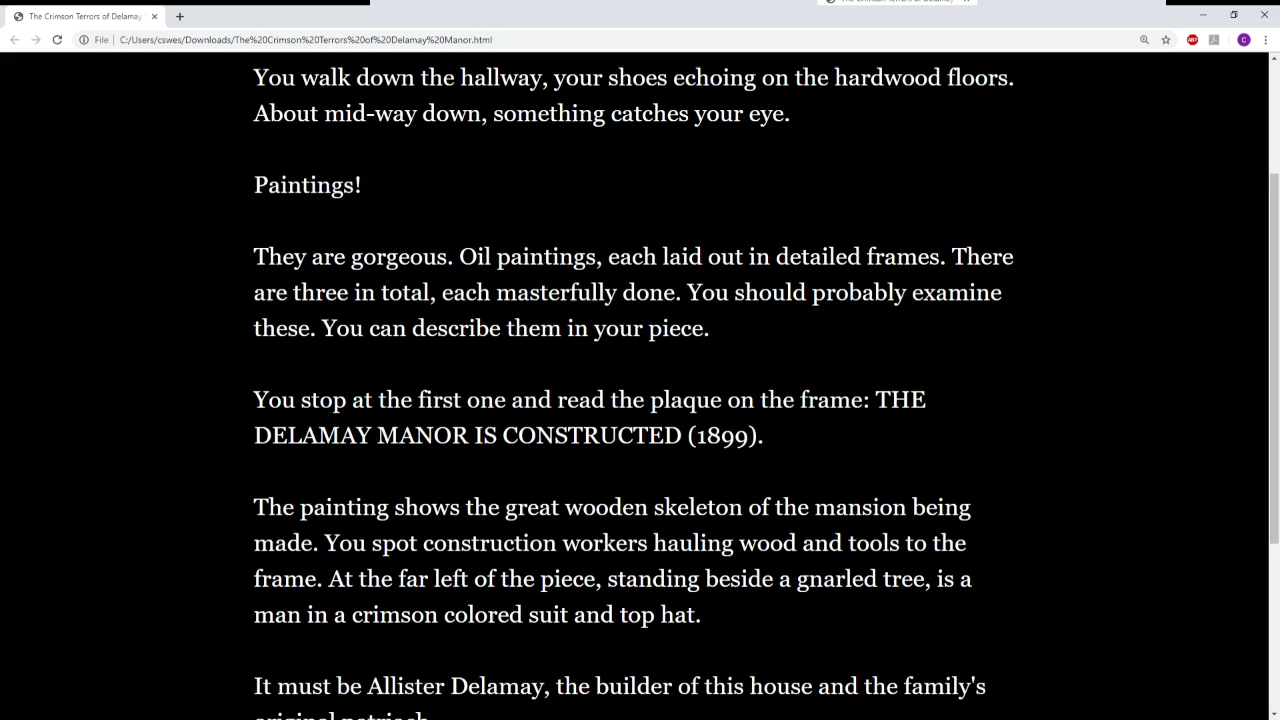 The Crimson Terrors of Delamay
File C:/Users/cswes/Downloads/The%20Crimson%20Terrors%20of%20Delamay%20Manor.html
ABP
C
You walk down the hallway, your shoes echoing on the hardwood floors.
About mid-way down, something catches your eye.
Paintings!
They are gorgeous. Oil paintings, each laid out in detailed frames. There
are three in total, each masterfully done. You should probably examine
these. You can describe them in your piece.
You stop at the first one and read the plaque on the frame: THE
DELAMAY MANOR IS CONSTRUCTED (1899).
The painting shows the great wooden skeleton of the mansion being
made. You spot construction workers hauling wood and tools to the
frame. At the far left of the piece, standing beside a gnarled tree, is a
man in a crimson colored suit and top hat.
It must be Allister Delamay, the builder of this house and the family's
original patriach